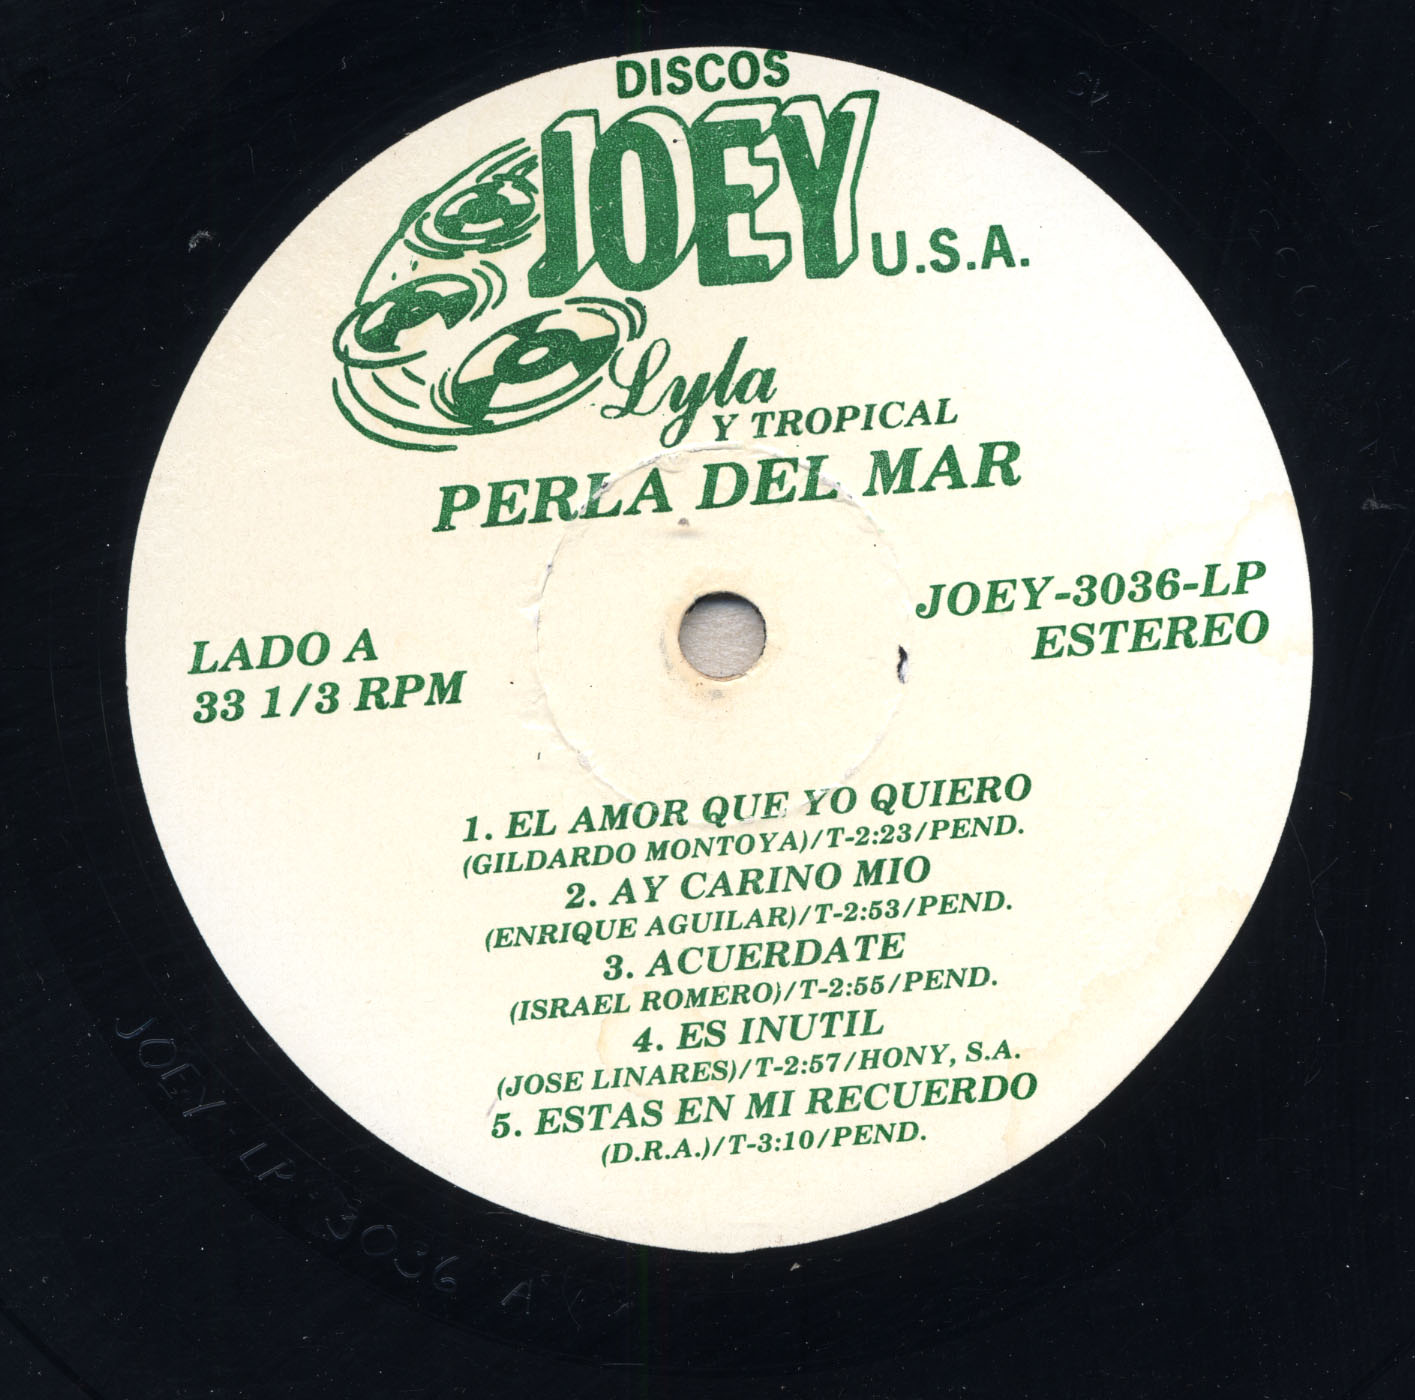 DISCOS
JOEY U.S.A.
Lyla
Y TROPICAL
PERLA DEL MAR
JOEY-3036-LP
ESTEREO
LADO A
33 1/3 RPM
1. EL AMOR QUE YO QUIERO
(GILDARDO MONTOYA)/T-2:23/PEND.
2. AY CARINO MIO
(ENRIQUE AGUILAR)/T-2:53/PEND.
3. ACUERDATE
(ISRAEL ROMERO)/T-2:55/PEND.
4. ES INUTIL
(JOSE LINARES)/T-2:57/HONY, S.A.
5. ESTAS EN MI RECUERDO
(D.R.A.)/T-3:10/PEND.
JOEY - LP-3036 A